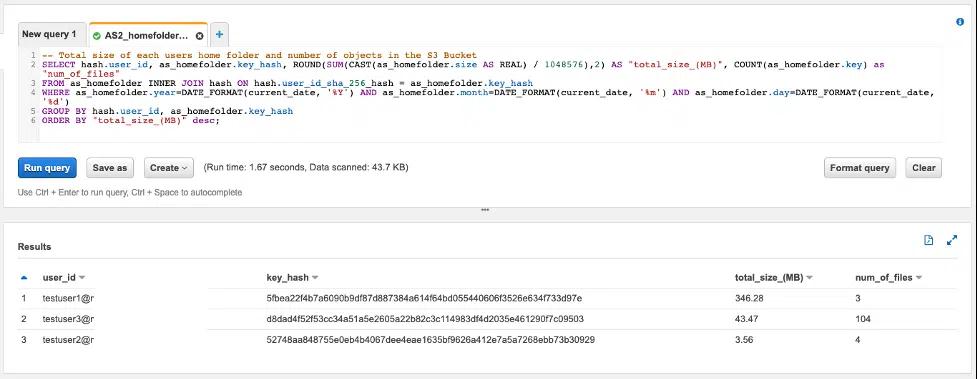 New query 1
AS2_homefolder...
+
1 -- Total size of each users home folder and number of objects in the S3 Bucket
2 SELECT hash.user_id, as_homefolder.key_hash, ROUND(SUM(CAST(as_homefolder.size AS REAL) / 1048576),2) AS "total_size_(MB)", COUNT(as_homefolder.key) as
"num_of_files"
3 FROM as_homefolder INNER JOIN hash ON hash.user_id_sha_256_hash = as_homefolder.key_hash
4 WHERE as_homefolder.year=DATE_FORMAT(current_date, '%Y') AND as_homefolder.month=DATE_FORMAT(current_date, '%m') AND as_homefolder.day=DATE_FORMAT(current_date,
'%d')
5 GROUP BY hash.user_id, as_homefolder.key_hash
6 ORDER BY "total_size_(MB)" desc;
Run query Save as Create (Run time: 1.67 seconds, Data scanned: 43.7 KB) Format query Clear
Use Ctrl + Enter to run query, Ctrl + Space to autocomplete
Results
user_id key_hash total_size_(MB) num_of_files
1 testuser1@r 5fbea22f4b7a6090b9df87d887384a614f64bd055440606f3526e634f733d97e 346.28 3
2 testuser3@r d8dad4f52f53cc34a51a5e2605a22b82c3c114983df4d2035e461290f7c09503 43.47 104
3 testuser2@r 52748aa848755e0eb4b4067dee4eae1635bf9626a412e7a5a7268ebb73b30929 3.56 4